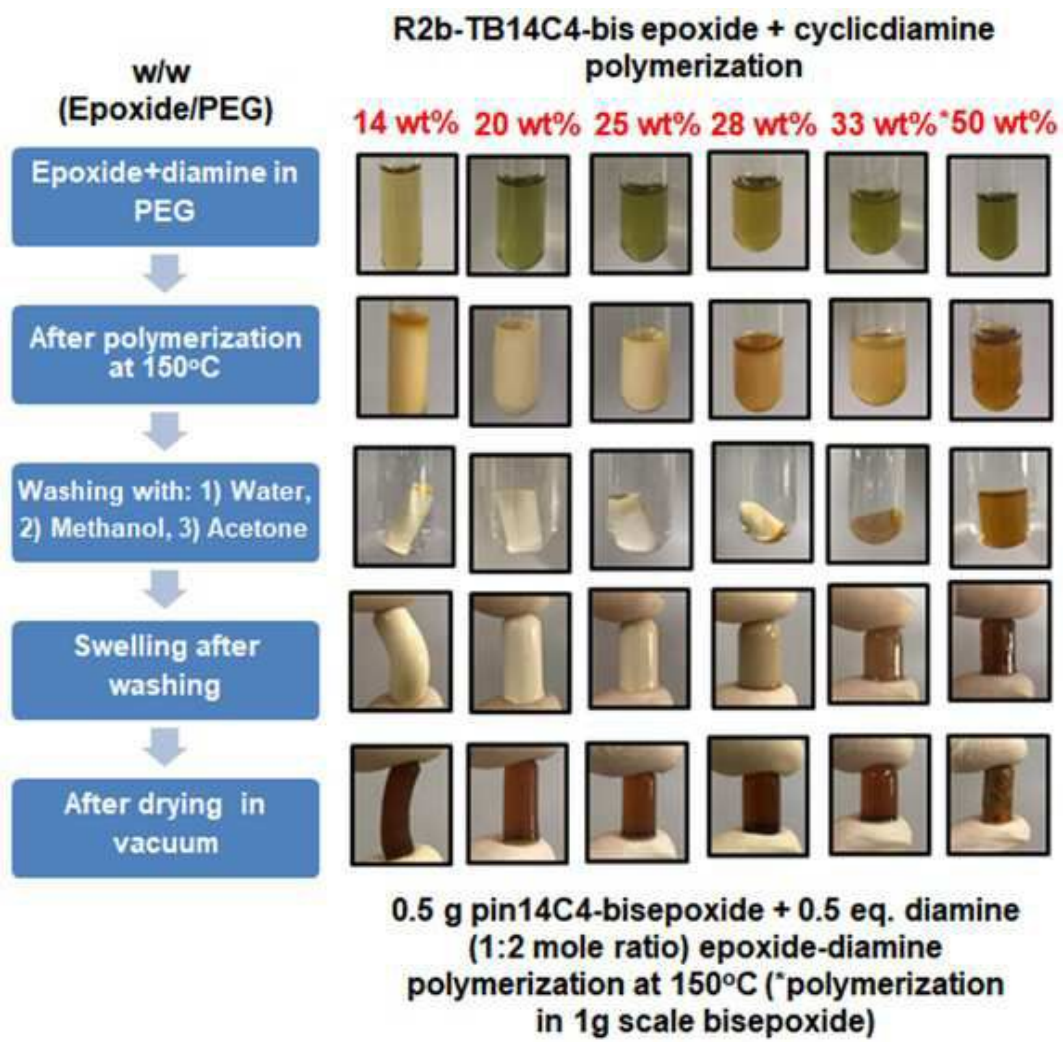 R2b-TB14C4-bis epoxide + cyclicdiamine
polymerization
w/w
(Epoxide/PEG)
14 wt% 20 wt% 25 wt% 28 wt% 33 wt% *50 wt%
Epoxide+diamine in
PEG
After polymerization
at 150°C
Washing with: 1) Water,
2) Methanol, 3) Acetone
Swelling after
washing
After drying in
vacuum
0.5 g pin14C4-bisepoxide + 0.5 eq. diamine
(1:2 mole ratio) epoxide-diamine
polymerization at 150°C (*polymerization
in 1g scale bisepoxide)